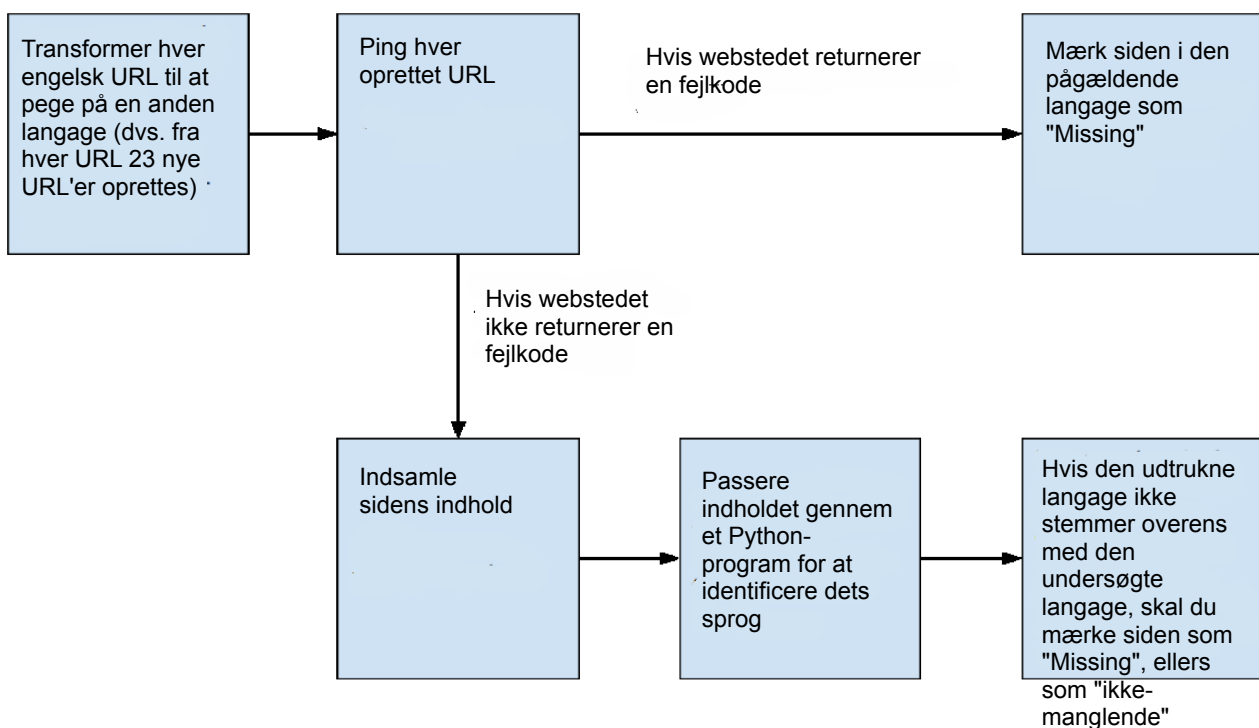 Transformer hver
engelsk URL til at
pege på en anden
langage (dvs. fra
hver URL 23 nye
URL'er oprettes)
Ping hver
oprettet URL
Hvis webstedet returnerer
en fejlkode
Mærk siden i den
pågældende
langage som
"Missing"
Hvis webstedet
ikke returnerer en
fejlkode
Indsamle
sidens indhold
Passere
indholdet gennem
et Python-
program for at
identificere dets
sprog
Hvis den udtrukne
langage ikke
stemmer overens
med den
undersøgte
langage, skal du
mærke siden som
"Missing", ellers
som "ikke-
manglende"